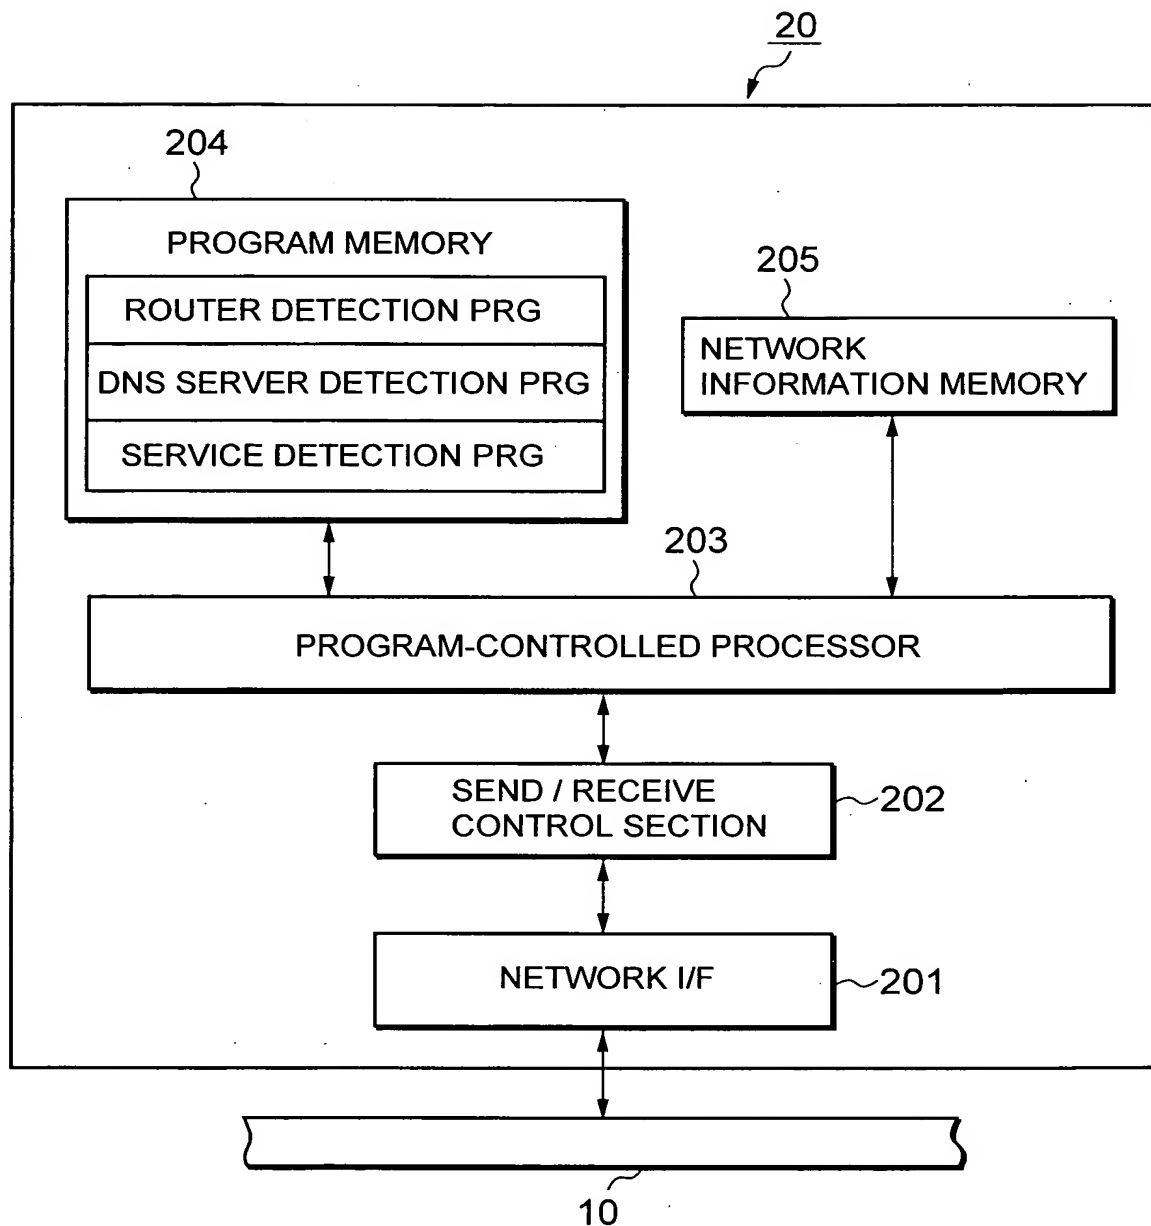 20
204
PROGRAM MEMORY
ROUTER DETECTION PRG
DNS SERVER DETECTION PRG
SERVICE DETECTION PRG
205
NETWORK
INFORMATION MEMORY
203
PROGRAM-CONTROLLED PROCESSOR
SEND / RECEIVE
CONTROL SECTION
202
NETWORK I/F
201
10